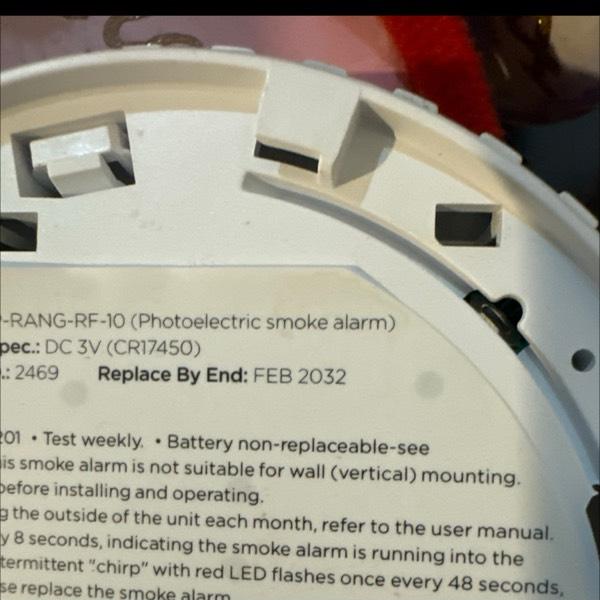 -RANG-RF-10 (Photoelectric smoke alarm)
pec.: DC 3V (CR17450)
.: 2469 Replace By End: FEB 2032
201 • Test weekly. • Battery non-replaceable-see
is smoke alarm is not suitable for wall (vertical) mounting.
before installing and operating.
g the outside of the unit each month, refer to the user manual.
y 8 seconds, indicating the smoke alarm is running into the
termittent "chirp" with red LED flashes once every 48 seconds,
se replace the smoke alarm